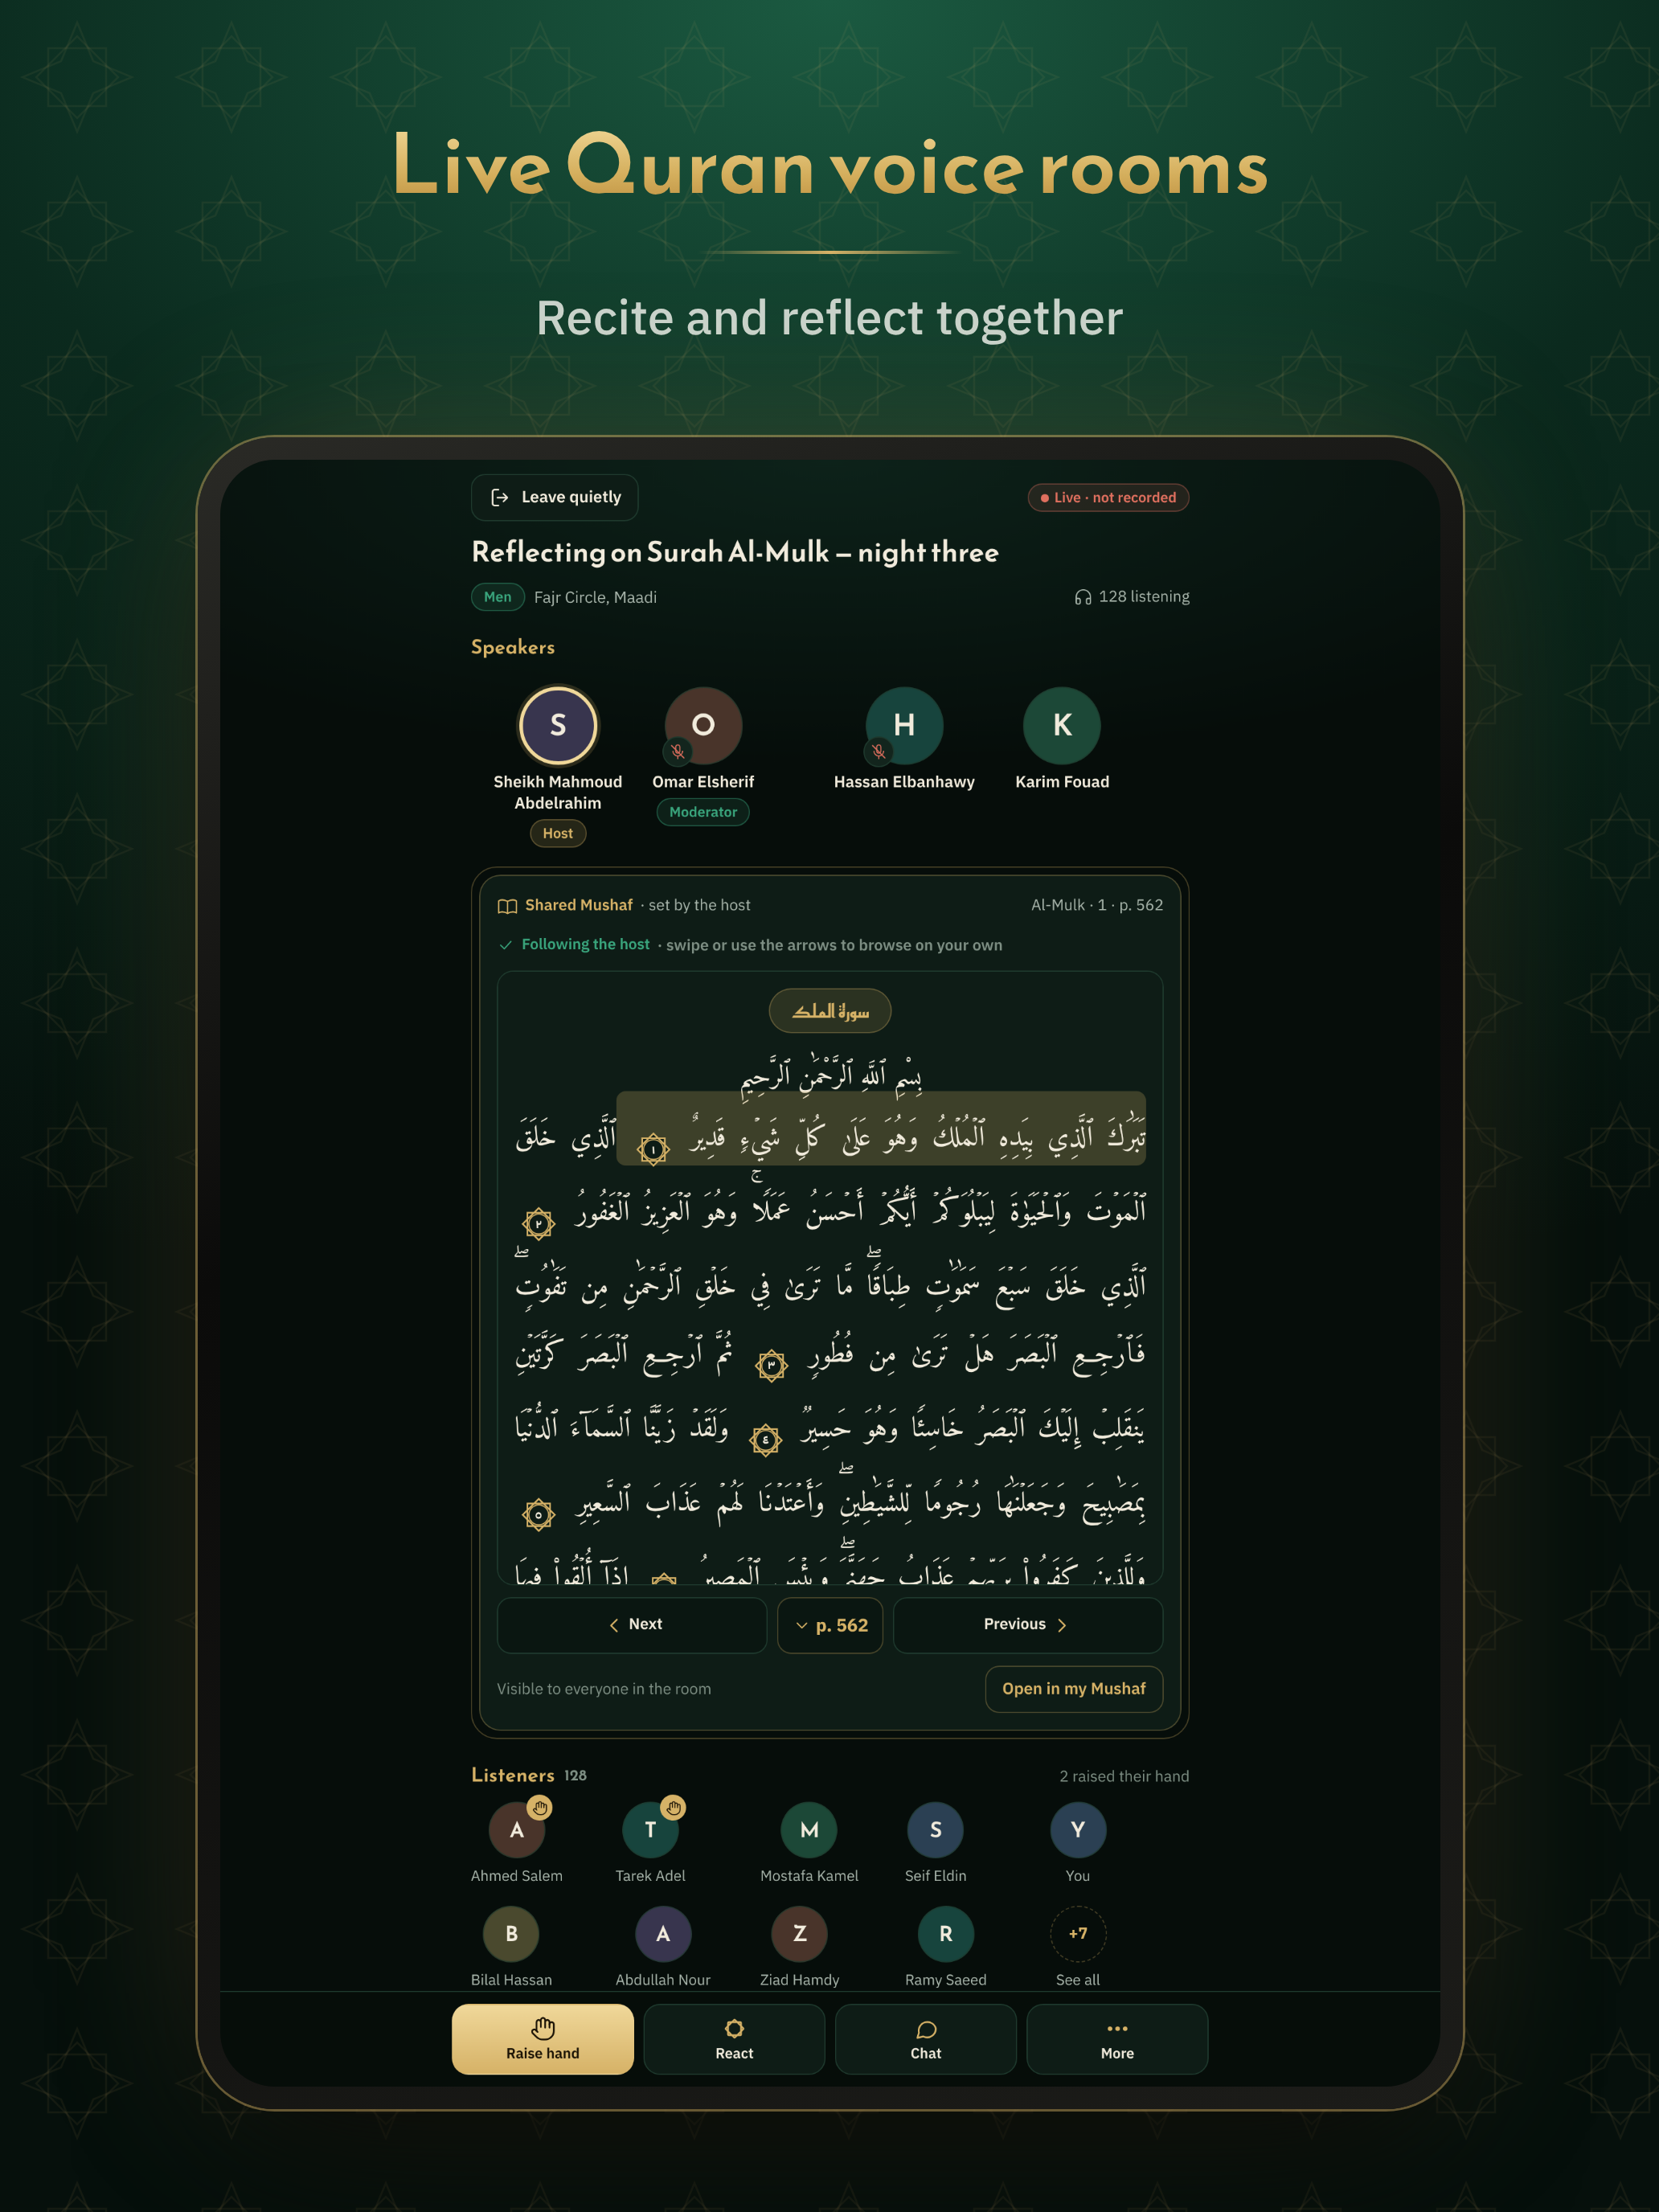 Live Quran voice rooms
Recite and reflect together
Leave quietly
Live · not recorded
Reflecting on Surah Al-Mulk – night three
Men
Fajr Circle, Maadi
128 listening
Speakers
S
O
H
K
Sheikh Mahmoud
Abdelrahim
Omar Elsherif
Hassan Elbanhawy
Karim Fouad
Host
Moderator
Shared Mushaf · set by the host
Al-Mulk · 1 · p. 562
Following the host · swipe or use the arrows to browse on your own
سورة الملك
بِسْمِ ٱللَّهِ ٱلرَّحْمَٰنِ ٱلرَّحِيمِ
تَبَٰرَكَ ٱلَّذِي بِيَدِهِ ٱلۡمُلۡكُ وَهُوَ عَلَىٰ كُلِّ شَيۡءٖ قَدِيرٌ ١ ٱلَّذِي خَلَقَ
ٱلۡمَوۡتَ وَٱلۡحَيَوٰةَ لِيَبۡلُوَكُمۡ أَيُّكُمۡ أَحۡسَنُ عَمَلٗاۚ وَهُوَ ٱلۡعَزِيزُ ٱلۡغَفُورُ ٢
ٱلَّذِي خَلَقَ سَبۡعَ سَمَٰوَٰتٖ طِبَاقٗاۖ مَّا تَرَىٰ فِي خَلۡقِ ٱلرَّحۡمَٰنِ مِن تَفَٰوُتٖۖ
فَٱرۡجِعِ ٱلۡبَصَرَ هَلۡ تَرَىٰ مِن فُطُورٖ ٣ ثُمَّ ٱرۡجِعِ ٱلۡبَصَرَ كَرَّتَيۡنِ
يَنقَلِبۡ إِلَيۡكَ ٱلۡبَصَرُ خَاسِئٗا وَهُوَ حَسِيرٞ ٤ وَلَقَدۡ زَيَّنَّا ٱلسَّمَآءَ ٱلدُّنۡيَا
بِمَصَٰبِيحَ وَجَعَلۡنَٰهَا رُجُومٗا لِّلشَّيَٰطِينِۖ وَأَعۡتَدۡنَا لَهُمۡ عَذَابَ ٱلسَّعِيرِ ٥
وَلِلَّذِينَ كَفَرُواْ بِرَبِّهِمۡ عَذَابُ جَهَنَّمَۖ وَبِئۡسَ ٱلۡمَصِيرُ إِذَآ أُلۡقُواْ فِيهَا
Next
p. 562
Previous
Visible to everyone in the room
Open in my Mushaf
Listeners 128
2 raised their hand
A
T
M
S
Y
Ahmed Salem
Tarek Adel
Mostafa Kamel
Seif Eldin
You
B
A
Z
R
+7
Bilal Hassan
Abdullah Nour
Ziad Hamdy
Ramy Saeed
See all
Raise hand
React
Chat
More